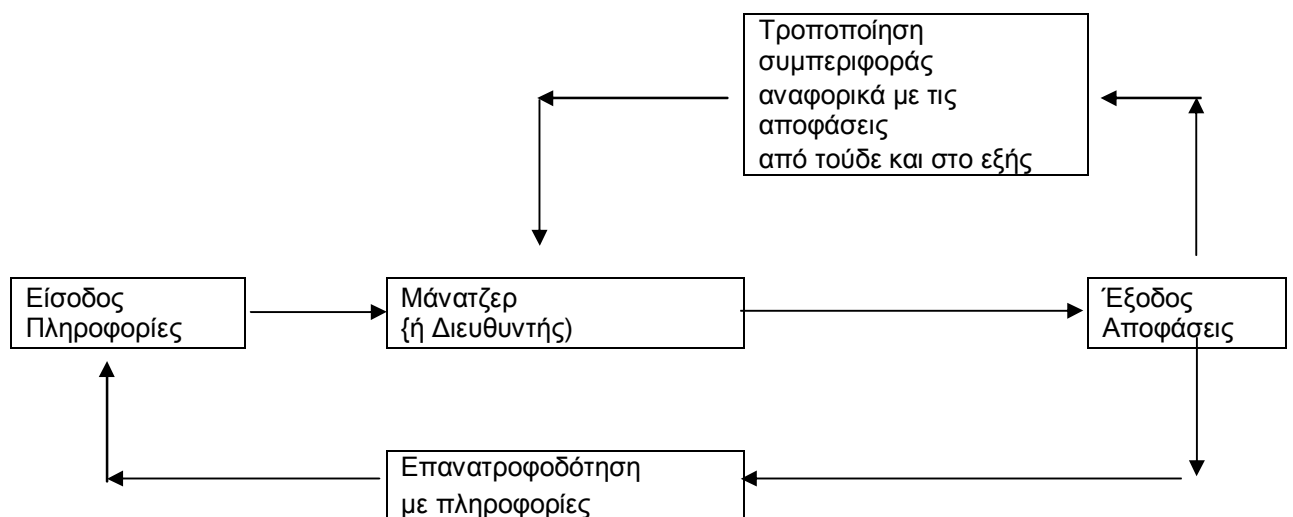 Τροποποίηση
συμπεριφοράς
αναφορικά με τις
αποφάσεις
από τούδε και στο εξής
Είσοδος
Πληροφορίες
Μάνατζερ
{ή Διευθυντής)
Έξοδος
Αποφάσεις
Επανατροφοδότηση
με πληροφορίες